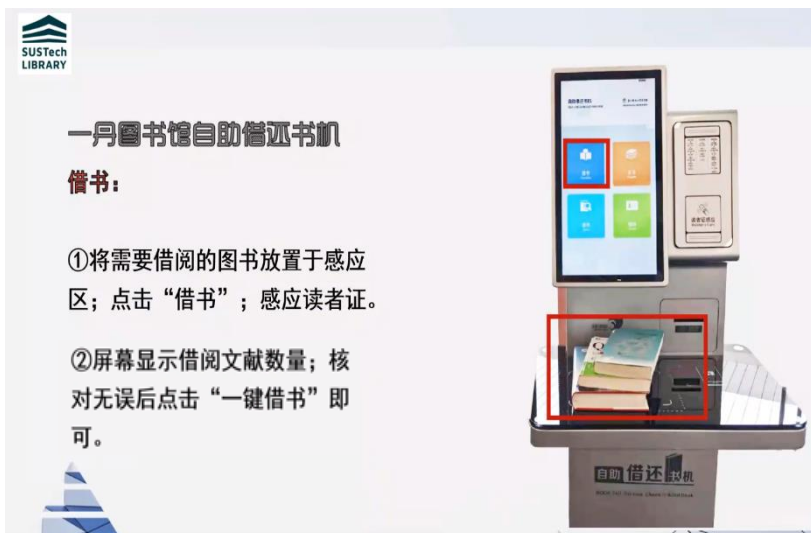 SUSTech
LIBRARY
一丹图书馆自助借还书机
借书：
①将需要借阅的图书放置于感应
区；点击“借书”；感应读者证。
②屏幕显示借阅文献数量；核
对无误后点击“一键借书”即
可。
自助借还书机